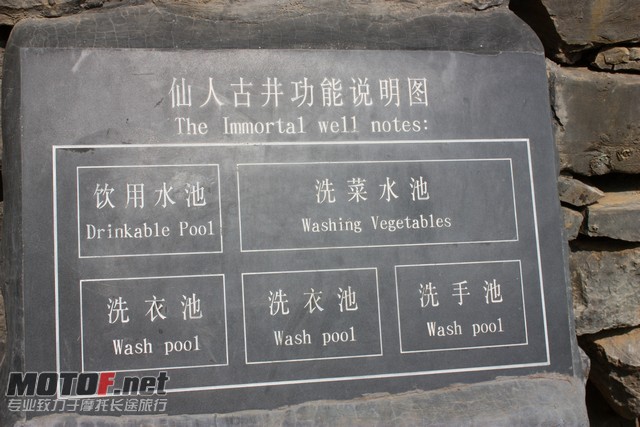 仙人古井功能说明图
The Immortal well notes:
饮用水池
Drinkable Pool
洗菜水池
Washing Vegetables
洗衣池
Wash pool
洗衣池
Wash pool
洗手池
Wash pool
MOTOF.net
专业致力于摩托长途旅行